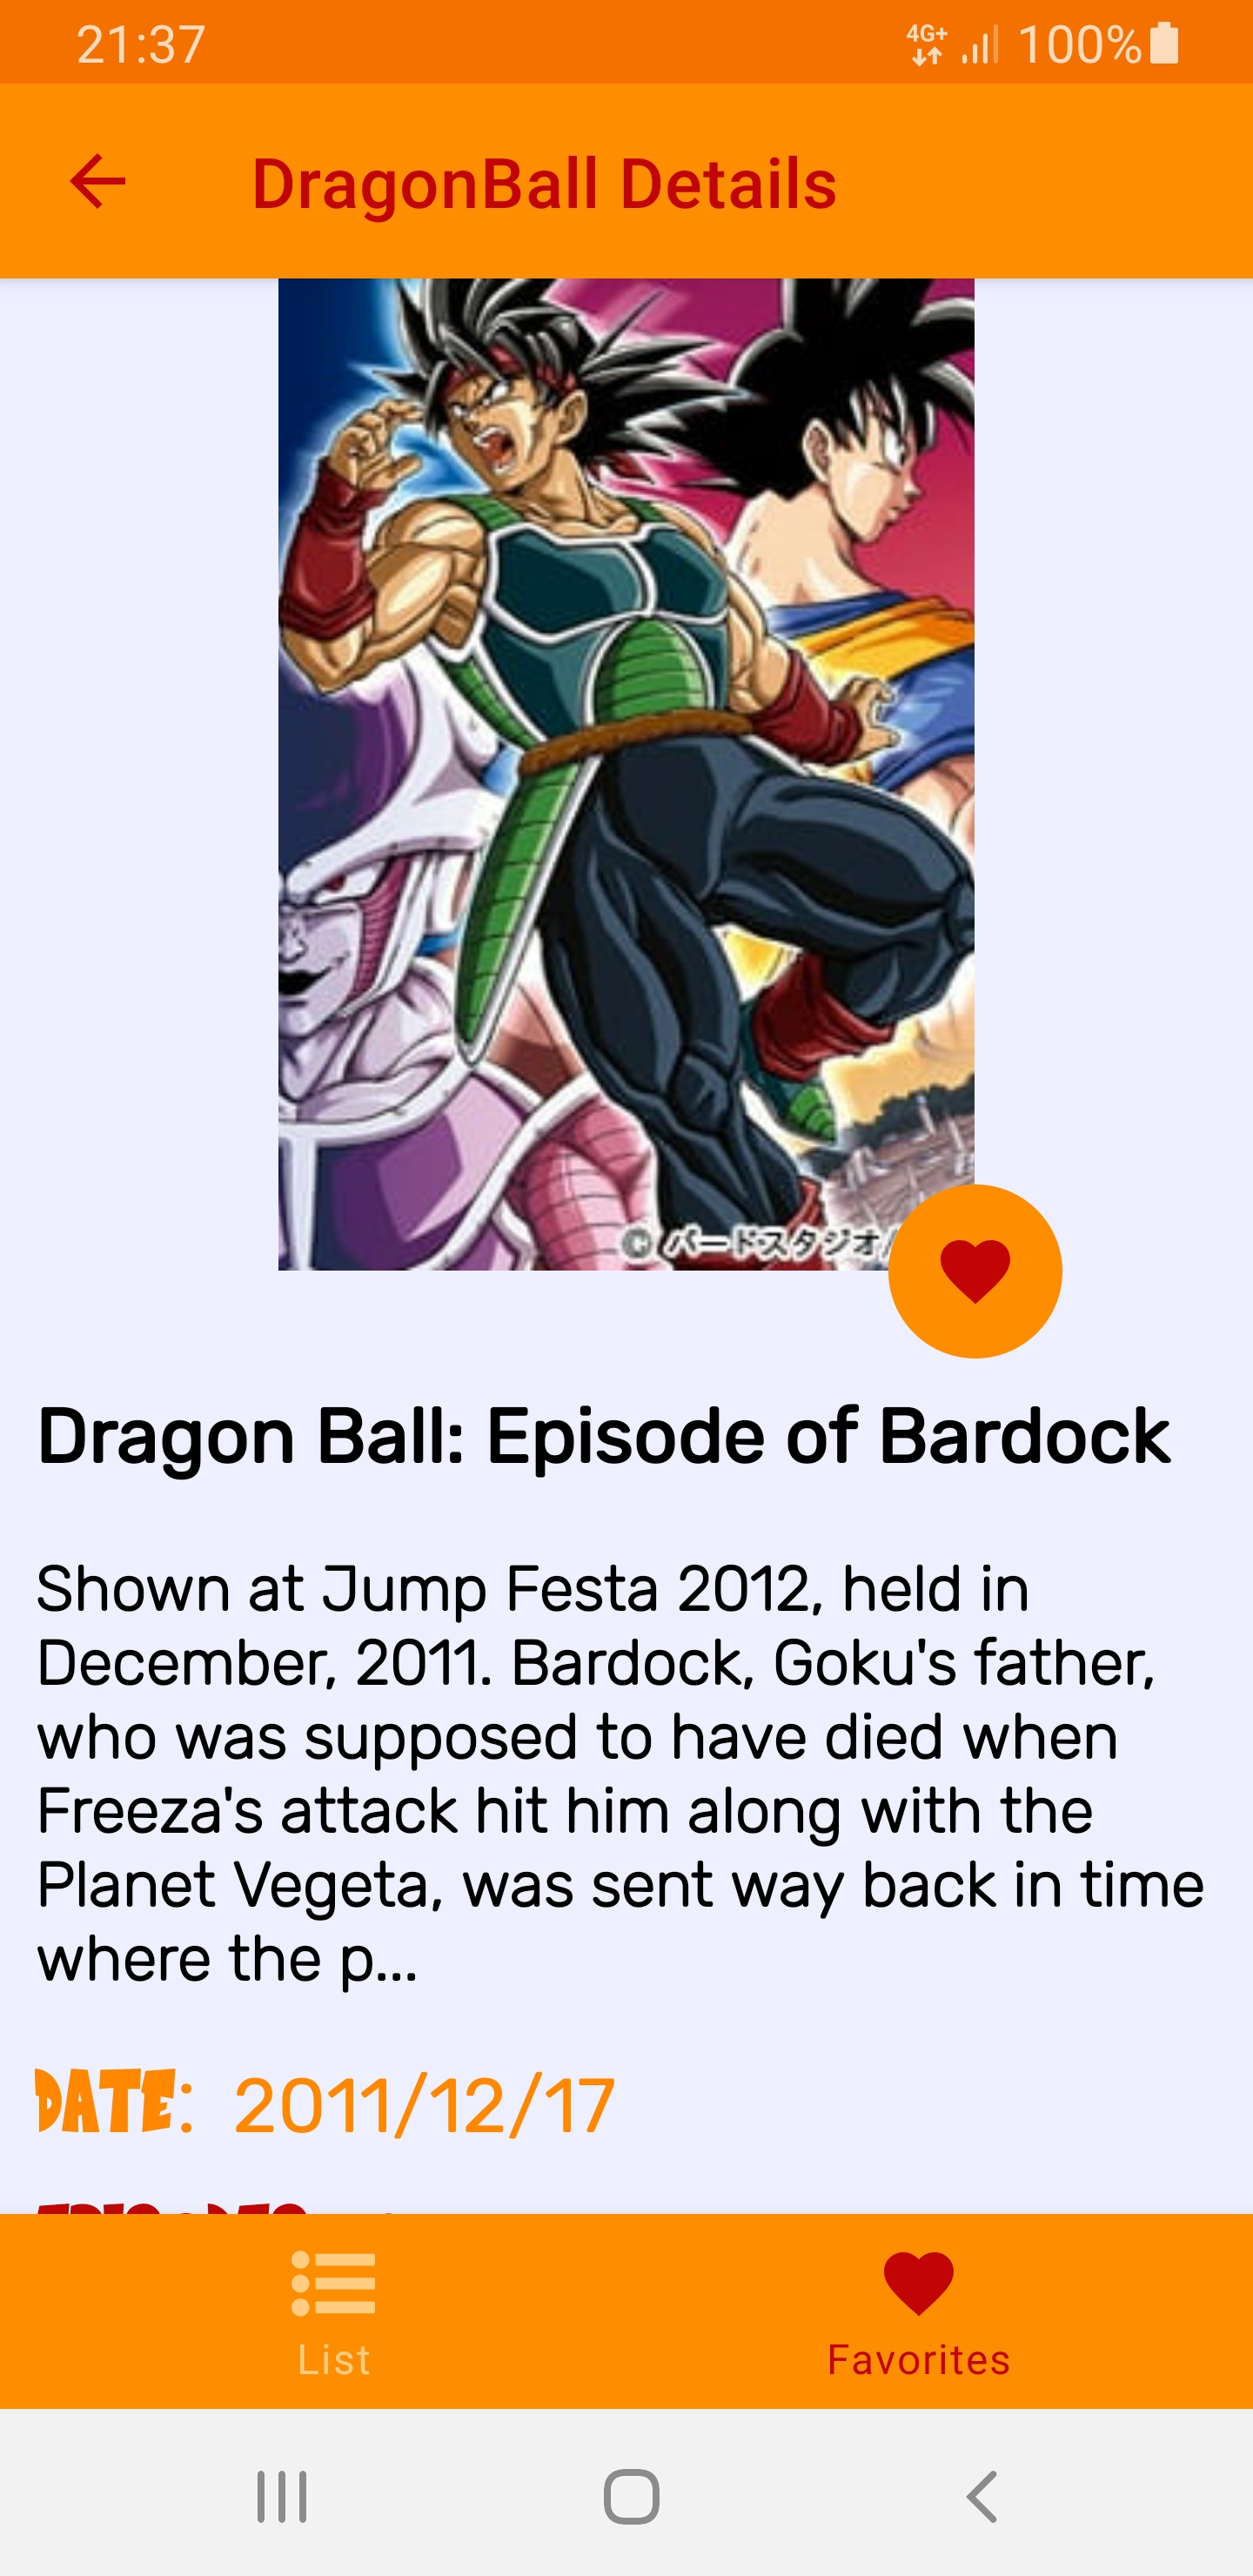 21:37
4G+ 100%
DragonBall Details
© バードスタジオ/
Dragon Ball: Episode of Bardock
Shown at Jump Festa 2012, held in
December, 2011. Bardock, Goku's father,
who was supposed to have died when
Freeza's attack hit him along with the
Planet Vegeta, was sent way back in time
where the p...
DATE: 2011/12/17
List
Favorites